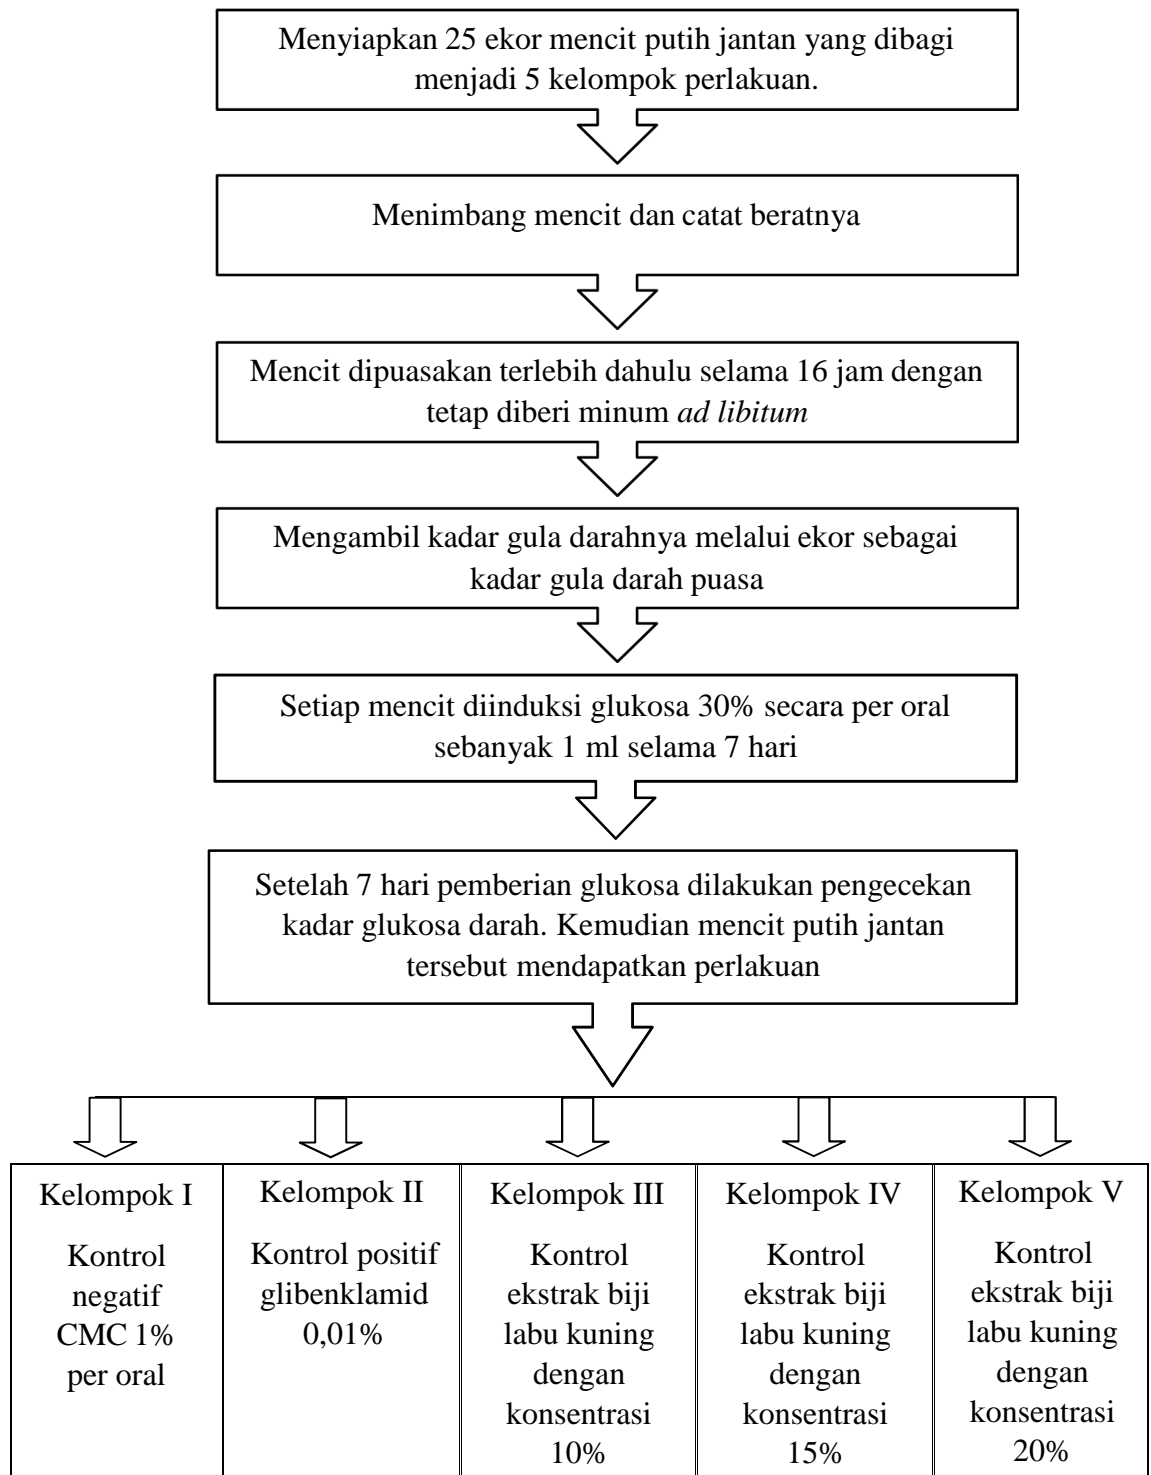 Menyiapkan 25 ekor mencit putih jantan yang dibagi
menjadi 5 kelompok perlakuan.
Menimbang mencit dan catat beratnya
Mencit dipuasakan terlebih dahulu selama 16 jam dengan
tetap diberi minum ad libitum
Mengambil kadar gula darahnya melalui ekor sebagai
kadar gula darah puasa
Setiap mencit diinduksi glukosa 30% secara per oral
sebanyak 1 ml selama 7 hari
Setelah 7 hari pemberian glukosa dilakukan pengecekan
kadar glukosa darah. Kemudian mencit putih jantan
tersebut mendapatkan perlakuan
Kelompok I
Kontrol
negatif
CMC 1%
per oral
Kelompok II
Kontrol positif
glibenklamid
0,01%
Kelompok III
Kontrol
ekstrak biji
labu kuning
dengan
konsentrasi
10%
Kelompok IV
Kontrol
ekstrak biji
labu kuning
dengan
konsentrasi
15%
Kelompok V
Kontrol
ekstrak biji
labu kuning
dengan
konsentrasi
20%